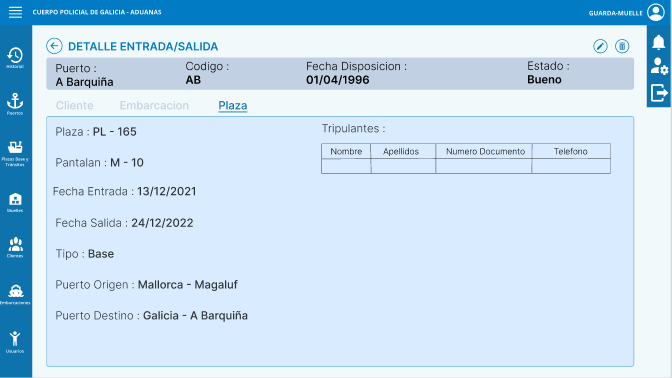 CUERPO POLICIAL DE GALICIA - ADUANAS
GUARDA-MUELLE
Historial
Puertos
Plazas Base y
Tránsitos
Muelles
Clientes
Embarcaciones
Usuarios
DETALLE ENTRADA/SALIDA
Puerto :
A Barquiña
Codigo :
AB
Fecha Disposicion :
01/04/1996
Estado :
Bueno
Cliente
Embarcacion
Plaza
Plaza : PL - 165
Pantalan : M - 10
Fecha Entrada : 13/12/2021
Fecha Salida : 24/12/2022
Tipo : Base
Puerto Origen : Mallorca - Magaluf
Puerto Destino : Galicia - A Barquiña
Tripulantes :
Nombre Apellidos Numero Documento Telefono